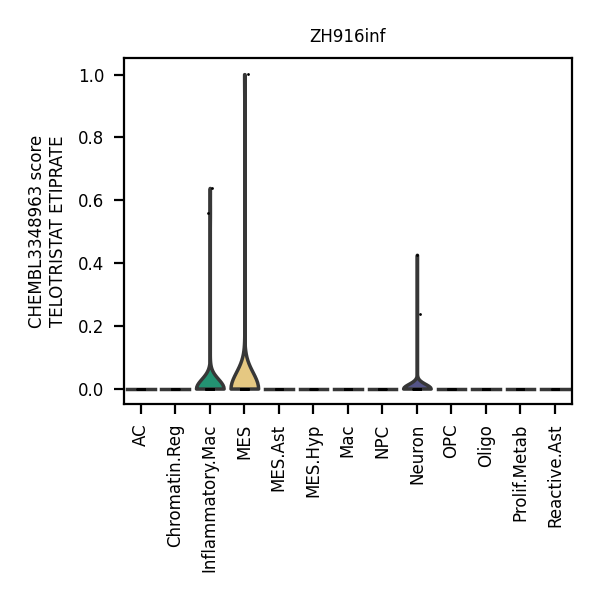 ZH916inf
CHEMBL3348963 score
TELOTRISTAT ETIPRATE
1.0
0.8
0.6
0.4
0.2
0.0
AC
Chromatin.Reg
Inflammatory.Mac
MES
MES.Ast
MES.Hyp
Mac
NPC
Neuron
OPC
Oligo
Prolif.Metab
Reactive.Ast